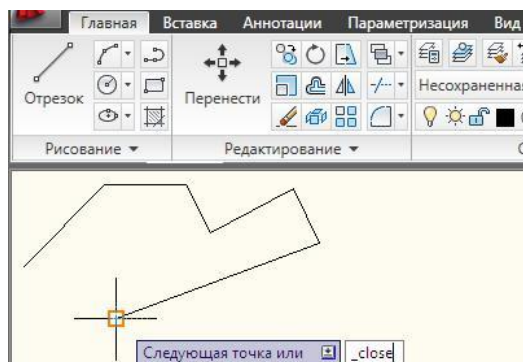 Главная Вставка Аннотации Параметризация Вид
Отрезок
Перенести
Несохраненная
Рисование
Редактирование
Следующая точка или
_close